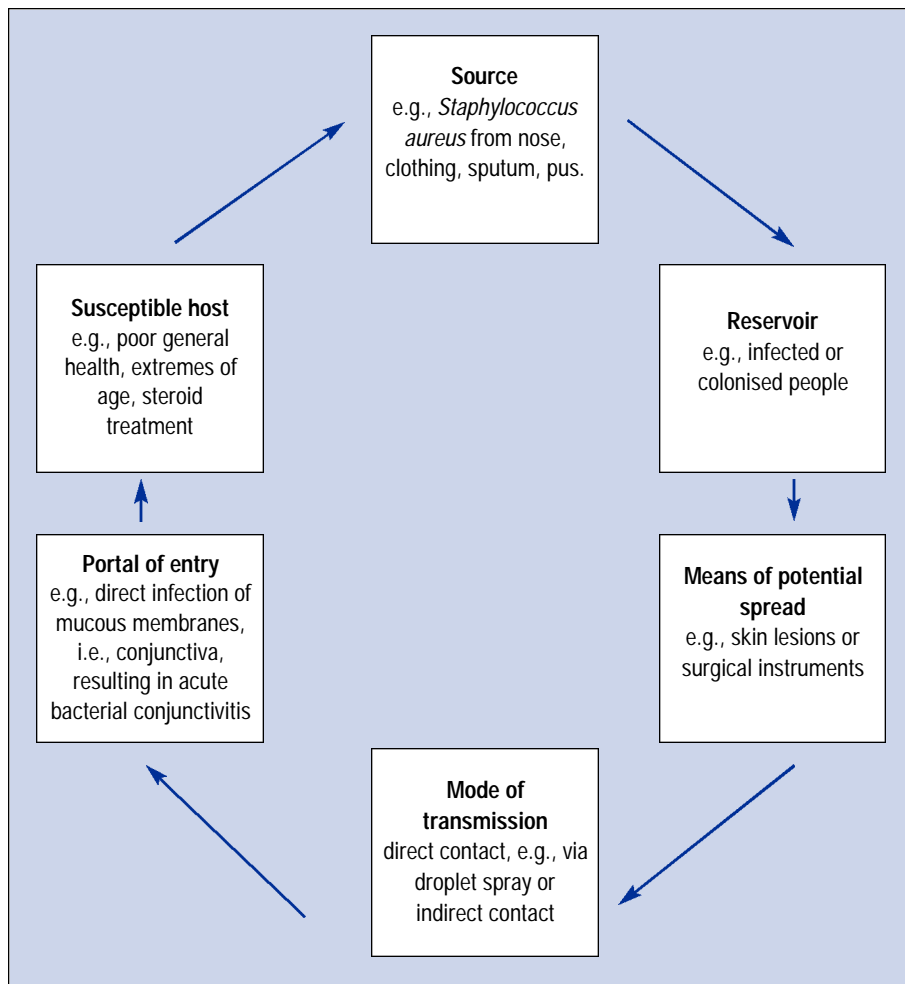 Source
e.g., Staphylococcus
aureus from nose,
clothing, sputum, pus.
Reservoir
e.g., infected or
colonised people
Means of potential
spread
e.g., skin lesions or
surgical instruments
Mode of
transmission
direct contact, e.g., via
droplet spray or
indirect contact
Portal of entry
e.g., direct infection of
mucous membranes,
i.e., conjunctiva,
resulting in acute
bacterial conjunctivitis
Susceptible host
e.g., poor general
health, extremes of
age, steroid
treatment